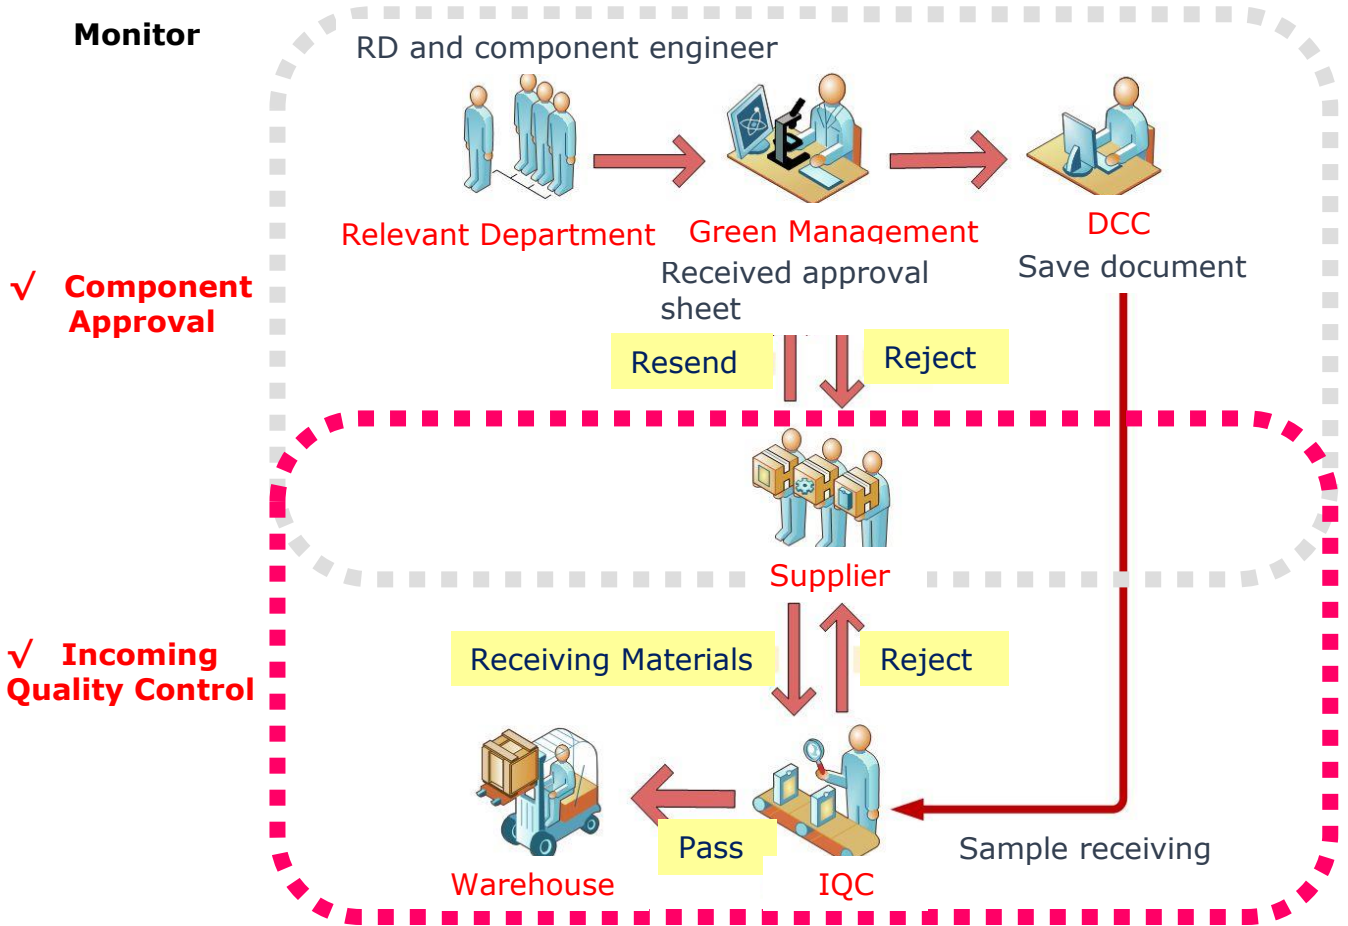 Monitor
RD and component engineer
Relevant Department
Green Management
DCC
Received approval
sheet
Save document
√ Component
Approval
Resend
Reject
Supplier
√ Incoming
Quality Control
Receiving Materials
Reject
Pass
Sample receiving
Warehouse
IQC